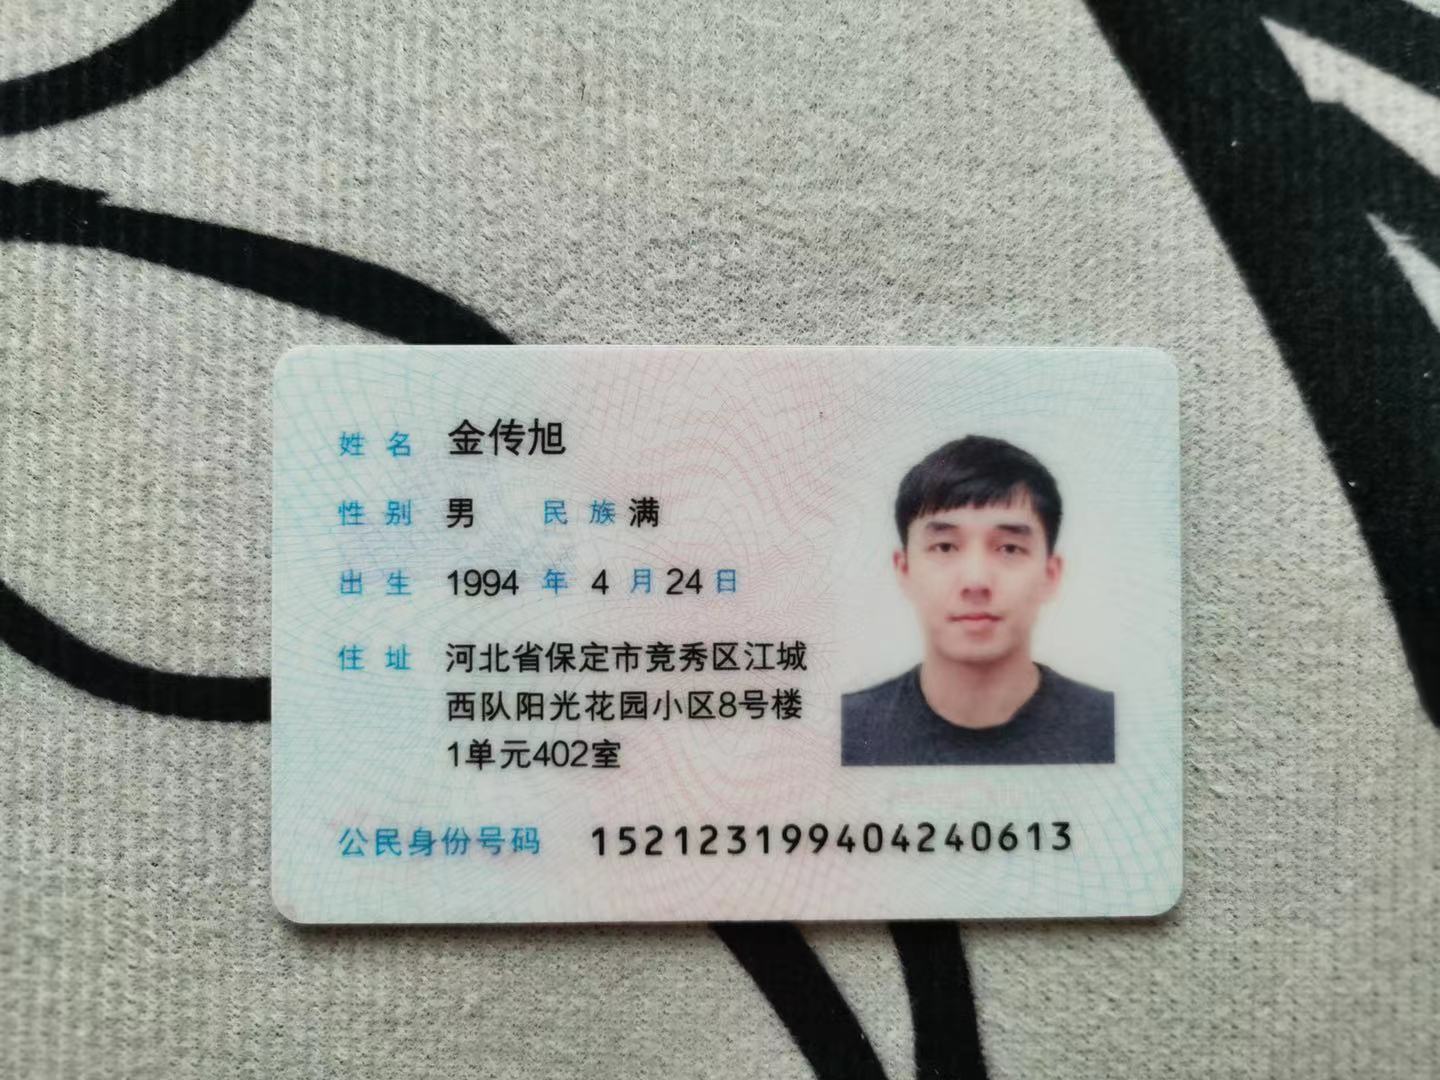 姓名 金传旭
性别 男 民族 满
出生 1994 年 4 月 24 日
住址 河北省保定市竞秀区江城
西队阳光花园小区8号楼
1单元402室
公民身份号码 152123199404240613